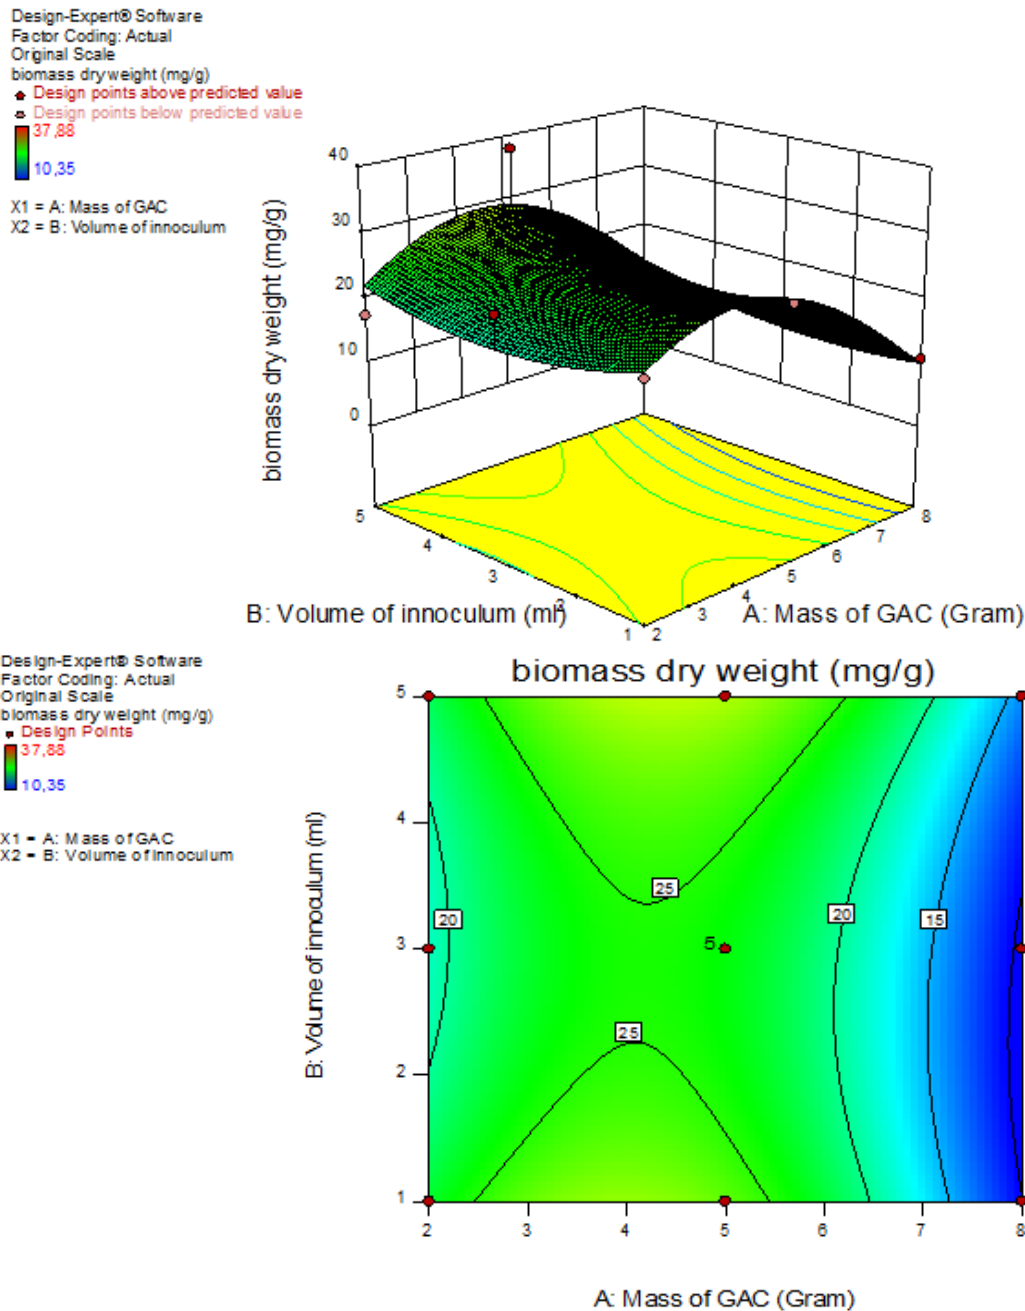 Design-Expert® Software
Factor Coding: Actual
Original Scale
biomass dry weight (mg/g)
Design points above predicted value
Design points below predicted value
37,88
10,35
X1 = A: Mass of GAC
X2 = B: Volume of innoculum
40
30
20
10
0
biomass dry weight (mg/g)
5
4
3
2
1
B: Volume of innoculum (ml)
2
3
4
5
6
7
8
A: Mass of GAC (Gram)
Design-Expert® Software
Factor Coding: Actual
Original Scale
biomass dry weight (mg/g)
Design Points
37,88
10,35
X1 = A: Mass of GAC
X2 = B: Volume of innoculum
biomass dry weight (mg/g)
5
4
3
2
1
B: Volume of innoculum (ml)
25
20
20
15
5
25
2
3
4
5
6
7
8
A: Mass of GAC (Gram)